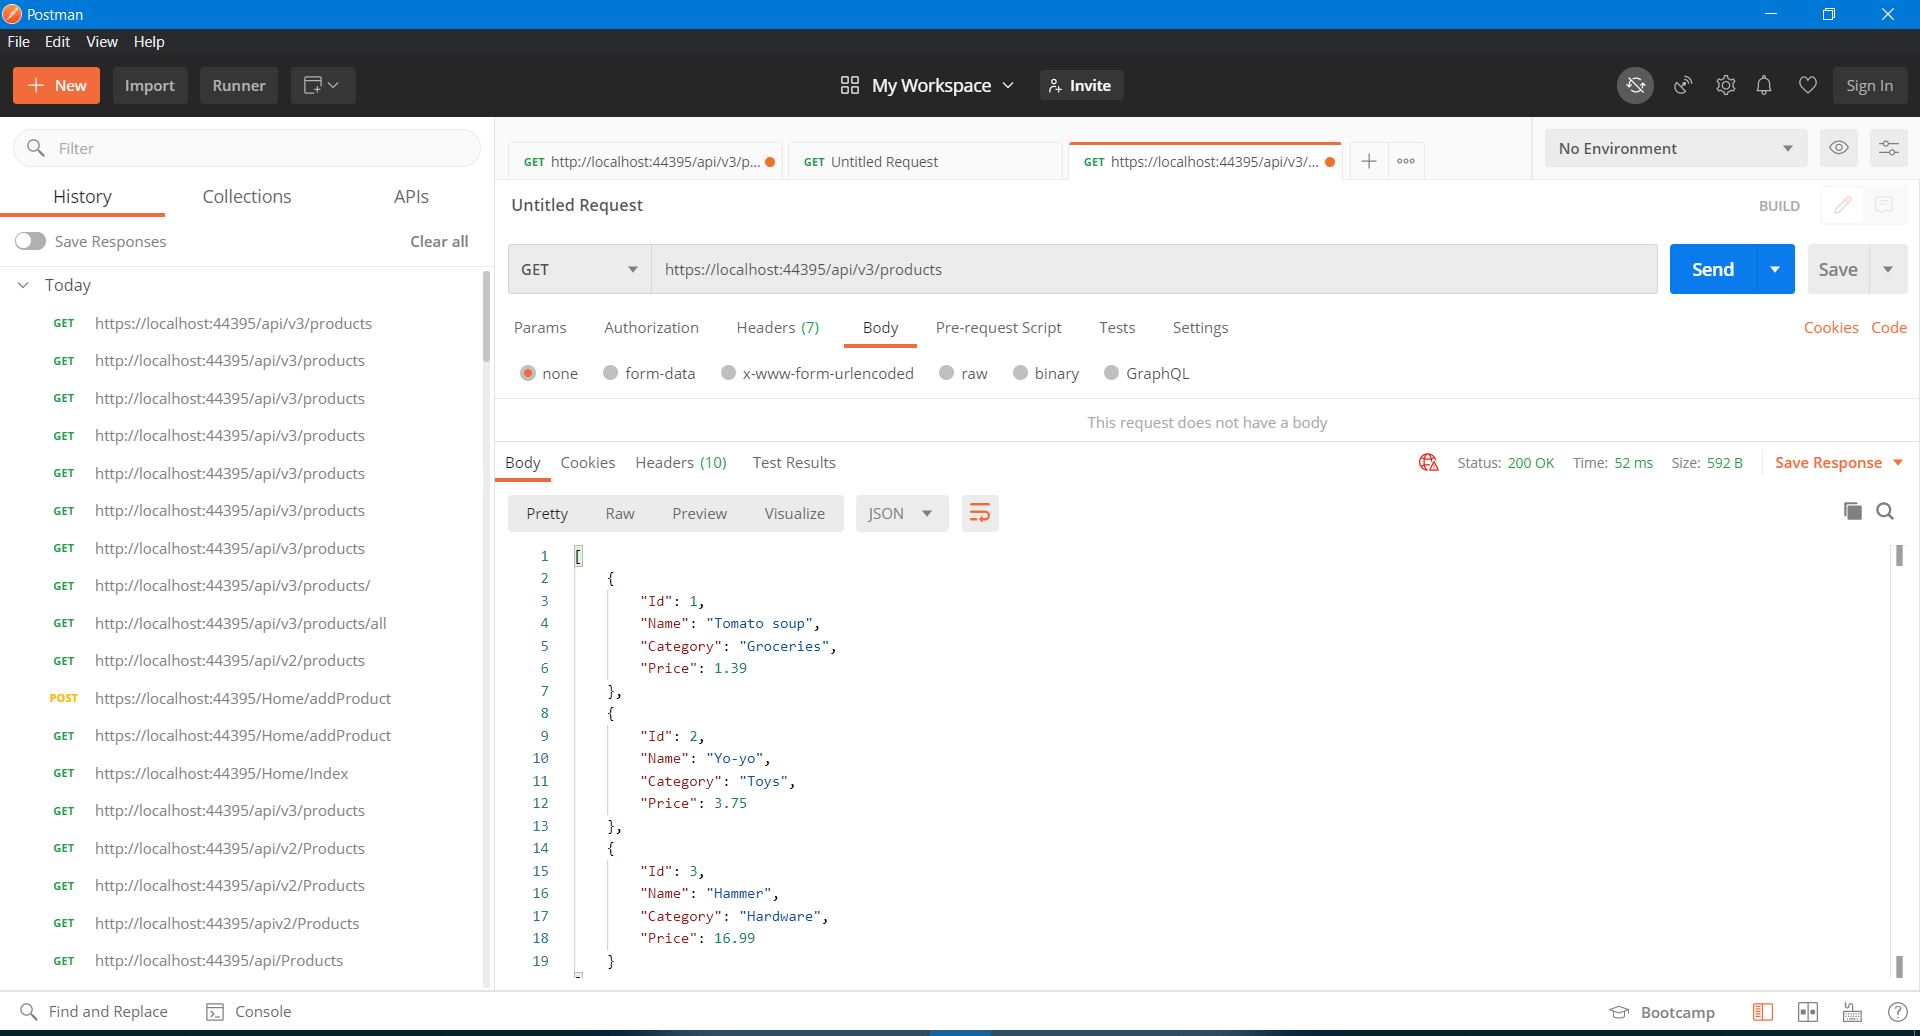 Postman
File Edit View Help
New Import Runner My Workspace Invite Sign In
Filter
History Collections APIs
Save Responses Clear all
Today
GET https://localhost:44395/api/v3/products
GET http://localhost:44395/api/v3/products
GET http://localhost:44395/api/v3/products
GET http://localhost:44395/api/v3/products
GET http://localhost:44395/api/v3/products
GET http://localhost:44395/api/v3/products
GET http://localhost:44395/api/v3/products
GET http://localhost:44395/api/v3/products/
GET http://localhost:44395/api/v3/products/all
GET http://localhost:44395/api/v2/products
POST https://localhost:44395/Home/addProduct
GET https://localhost:44395/Home/addProduct
GET https://localhost:44395/Home/Index
GET http://localhost:44395/api/v3/products
GET http://localhost:44395/api/v2/Products
GET http://localhost:44395/api/v2/Products
GET http://localhost:44395/apiv2/Products
GET http://localhost:44395/api/Products
GET http://localhost:44395/api/v3/p... GET Untitled Request GET https://localhost:44395/api/v3/... No Environment
Untitled Request BUILD
GET https://localhost:44395/api/v3/products Send Save
Params Authorization Headers (7) Body Pre-request Script Tests Settings Cookies Code
none form-data x-www-form-urlencoded raw binary GraphQL
This request does not have a body
Body Cookies Headers (10) Test Results Status: 200 OK Time: 52 ms Size: 592 B Save Response
Pretty Raw Preview Visualize JSON
1 [
2 {
3 "Id": 1,
4 "Name": "Tomato soup",
5 "Category": "Groceries",
6 "Price": 1.39
7 },
8 {
9 "Id": 2,
10 "Name": "Yo-yo",
11 "Category": "Toys",
12 "Price": 3.75
13 },
14 {
15 "Id": 3,
16 "Name": "Hammer",
17 "Category": "Hardware",
18 "Price": 16.99
19 }
Find and Replace Console Bootcamp